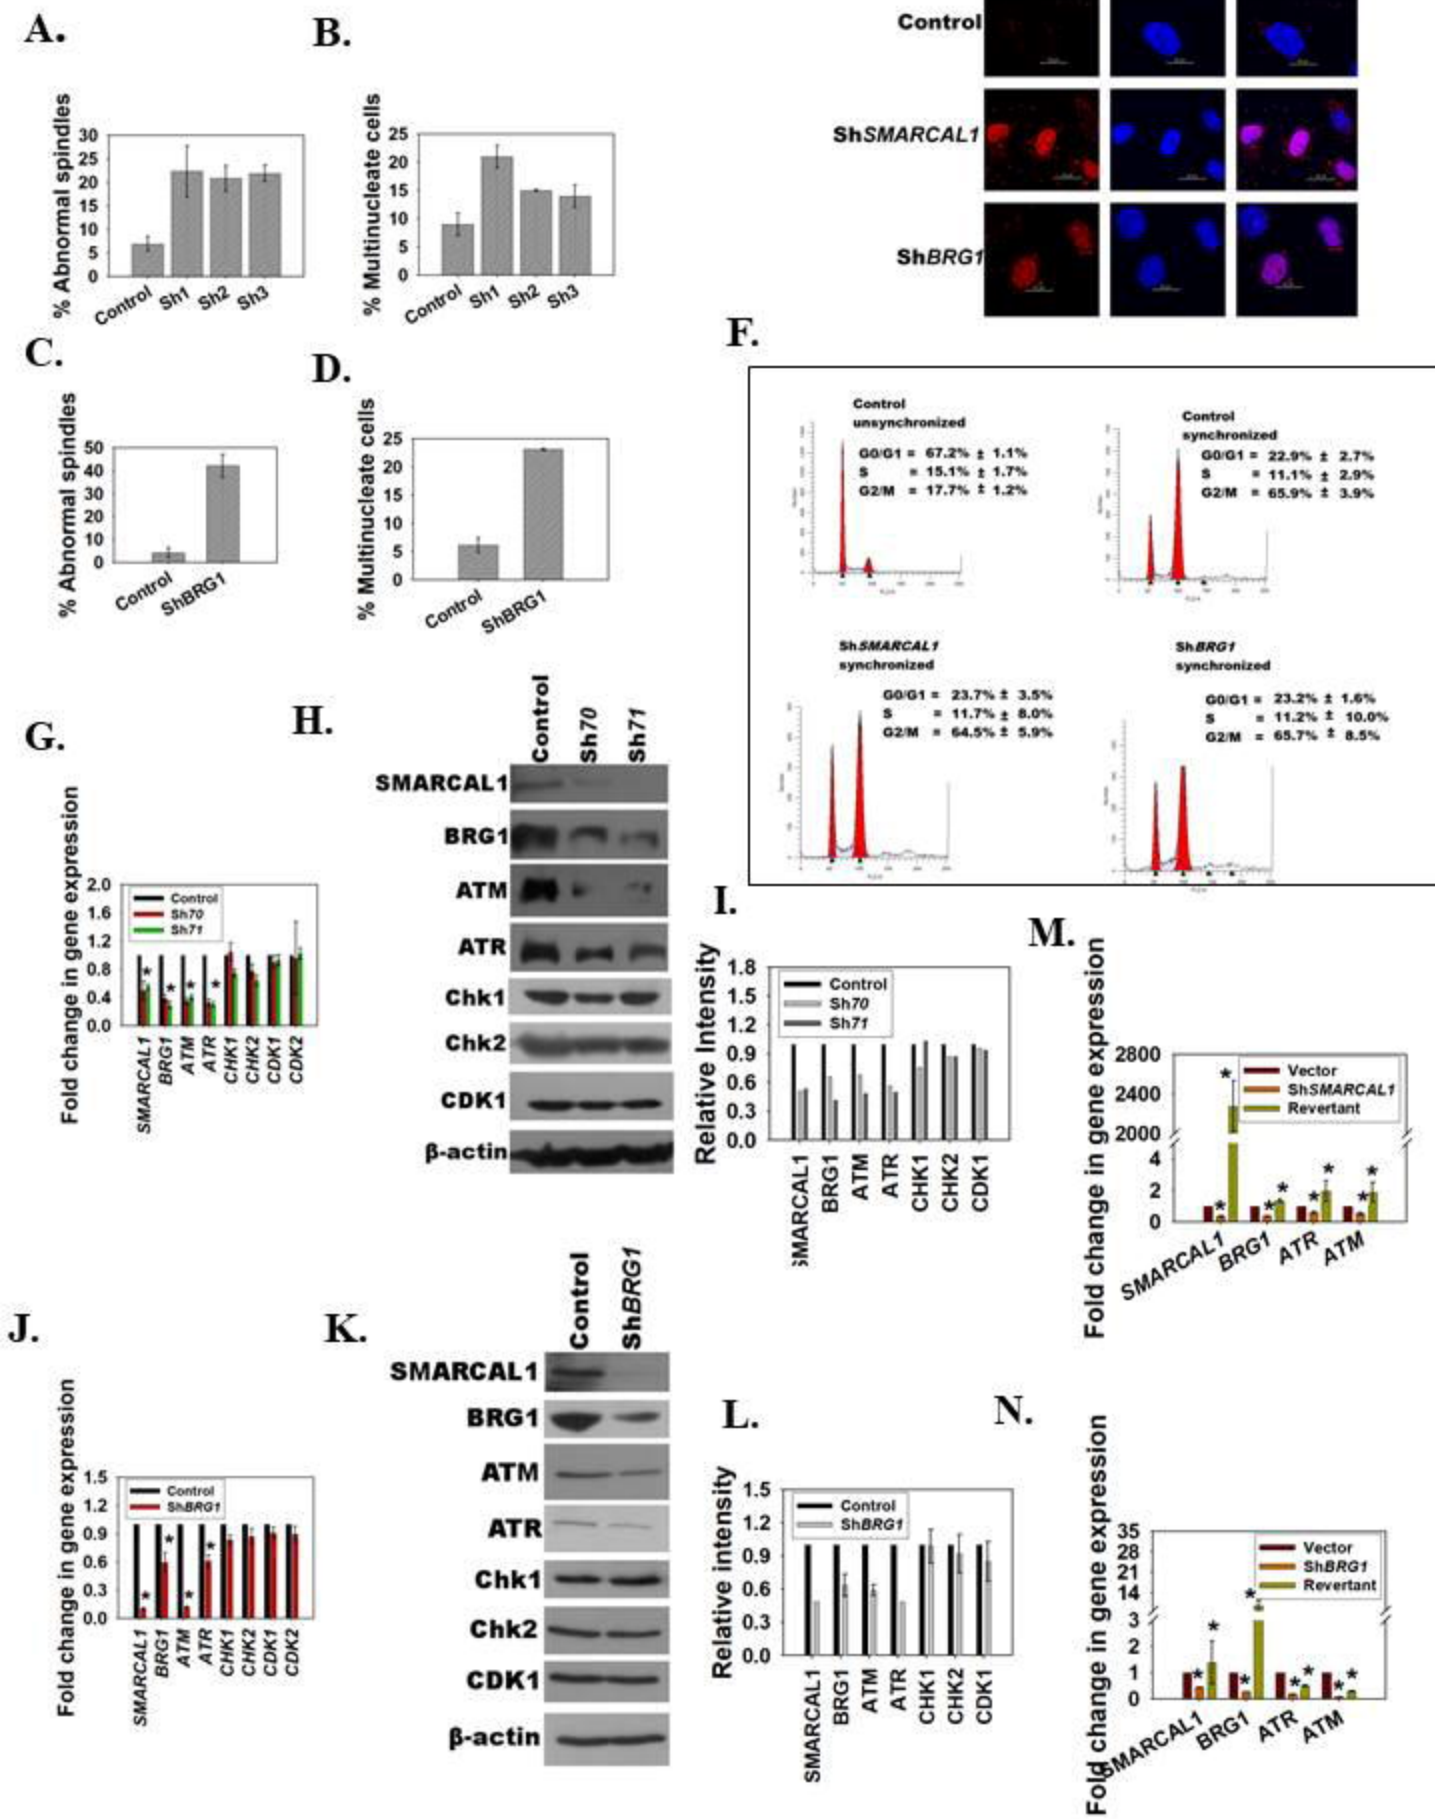 A.
% Abnormal spindles
30
25
20
15
10
5
0
Control
Sh1
Sh2
Sh3
B.
% Multinucleate cells
25
20
15
10
5
0
Control
Sh1
Sh2
Sh3
Control
ShSMARCAL1
ShBRG1
C.
% Abnormal spindles
50
40
30
20
10
0
Control
ShBRG1
D.
% Multinucleate cells
25
20
15
10
5
0
Control
ShBRG1
F.
Control
unsynchronized
G0/G1 = 67.2% ± 1.1%
S = 15.1% ± 1.7%
G2/M = 17.7% ± 1.2%
Control
synchronized
G0/G1 = 22.9% ± 2.7%
S = 11.1% ± 2.9%
G2/M = 65.9% ± 3.9%
ShSMARCAL1
synchronized
G0/G1 = 23.7% ± 3.5%
S = 11.7% ± 8.0%
G2/M = 64.5% ± 5.9%
ShBRG1
synchronized
G0/G1 = 23.2% ± 1.6%
S = 11.2% ± 10.0%
G2/M = 65.7% ± 8.5%
G.
Fold change in gene expression
2.0
1.6
1.2
0.8
0.4
0.0
Control
Sh70
Sh71
* * * *
SMARCAL1
BRG1
ATM
ATR
CHK1
CHK2
CDK1
CDK2
H.
Control
Sh70
Sh71
SMARCAL1
BRG1
ATM
ATR
Chk1
Chk2
CDK1
β-actin
I.
Relative Intensity
1.8
1.5
1.2
0.9
0.6
0.3
0.0
Control
Sh70
Sh71
SMARCAL1
BRG1
ATM
ATR
CHK1
CHK2
CDK1
M.
Fold change in gene expression
2800
2400
2000
4
2
0
Vector
ShSMARCAL1
Revertant
* * * * * * * *
SMARCAL1
BRG1
ATR
ATM
J.
Fold change in gene expression
1.5
1.2
0.9
0.6
0.3
0.0
Control
ShBRG1
* * * *
SMARCAL1
BRG1
ATM
ATR
CHK1
CHK2
CDK1
CDK2
K.
Control
ShBRG1
SMARCAL1
BRG1
ATM
ATR
Chk1
Chk2
CDK1
β-actin
L.
Relative intensity
1.5
1.2
0.9
0.6
0.3
0.0
Control
ShBRG1
SMARCAL1
BRG1
ATM
ATR
CHK1
CHK2
CDK1
N.
Fold change in gene expression
35
28
21
14
3
2
1
0
Vector
ShBRG1
Revertant
* * * * * * * *
SMARCAL1
BRG1
ATR
ATM